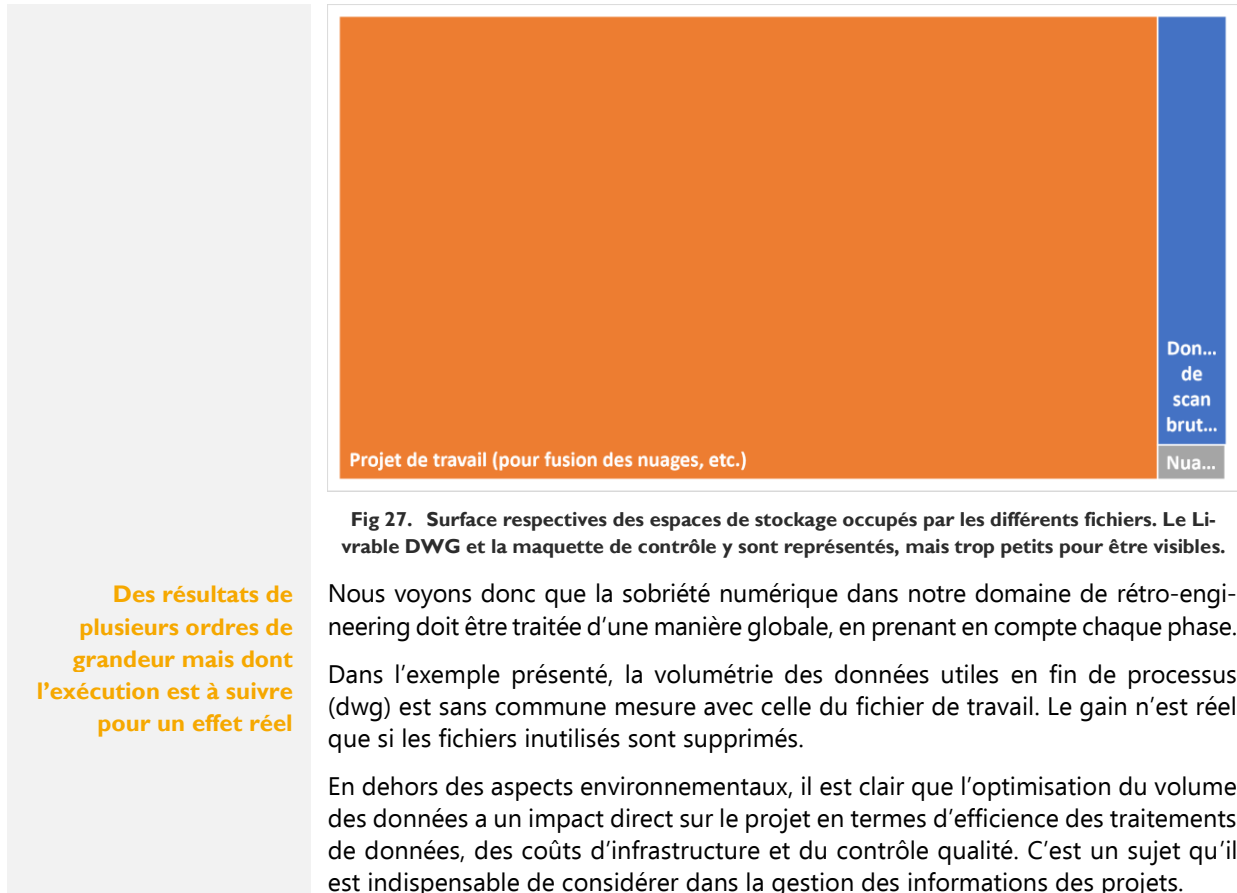 Don...
de
scan
brut...
Projet de travail (pour fusion des nuages, etc.)
Nua...
Fig 27. Surface respectives des espaces de stockage occupés par les différents fichiers. Le Li-
vrable DWG et la maquette de contrôle y sont représentés, mais trop petits pour être visibles.
Des résultats de
plusieurs ordres de
grandeur mais dont
l’exécution est à suivre
pour un effet réel
Nous voyons donc que la sobriété numérique dans notre domaine de rétro-engi-
neering doit être traitée d’une manière globale, en prenant en compte chaque phase.
Dans l’exemple présenté, la volumétrie des données utiles en fin de processus
(dwg) est sans commune mesure avec celle du fichier de travail. Le gain n’est réel
que si les fichiers inutilisés sont supprimés.
En dehors des aspects environnementaux, il est clair que l’optimisation du volume
des données a un impact direct sur le projet en termes d’efficience des traitements
de données, des coûts d’infrastructure et du contrôle qualité. C’est un sujet qu’il
est indispensable de considérer dans la gestion des informations des projets.